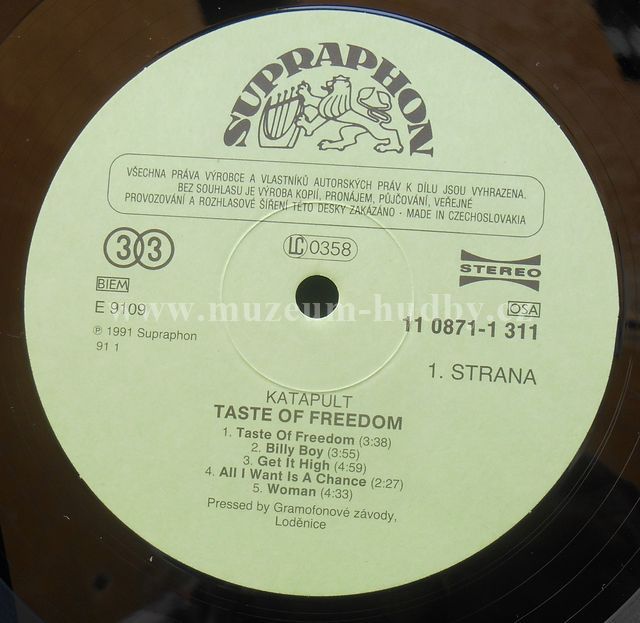 SUPRAPHON
VŠECHNA PRÁVA VÝROBCE A VLASTNÍKŮ AUTORSKÝCH PRÁV K DÍLU JSOU VYHRAZENA.
BEZ SOUHLASU JE VÝROBA KOPIÍ, PRONÁJEM, PŮJČOVÁNÍ, VEŘEJNÉ
PROVOZOVÁNÍ A ROZHLASOVÉ ŠÍŘENÍ TÉTO DESKY ZAKÁZÁNO - MADE IN CZECHOSLOVAKIA
33
LC 0358
STEREO
BIEM
OSA
E 9109
www.muzeum-hudby.cz
11 0871-1 311
℗ 1991 Supraphon
91 1
1. STRANA
KATAPULT
TASTE OF FREEDOM
1. Taste Of Freedom (3:38)
2. Billy Boy (3:55)
3. Get It High (4:59)
4. All I Want Is A Chance (2:27)
5. Woman (4:33)
Pressed by Gramofonové závody,
Loděnice